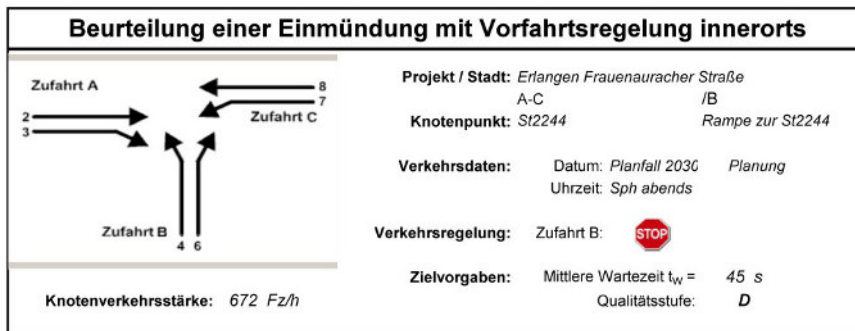 Beurteilung einer Einmündung mit Vorfahrtsregelung innerorts
Zufahrt A
8
7
Zufahrt C
2
3
Zufahrt B
4 6
Knotenverkehrsstärke: 672 Fz/h
Projekt / Stadt: Erlangen Frauenauracher Straße
A-C /B
Knotenpunkt: St2244 Rampe zur St2244
Verkehrsdaten: Datum: Planfall 2030 Planung
Uhrzeit: Sph abends
Verkehrsregelung: Zufahrt B: STOP
Zielvorgaben: Mittlere Wartezeit tW = 45 s
Qualitätsstufe: D